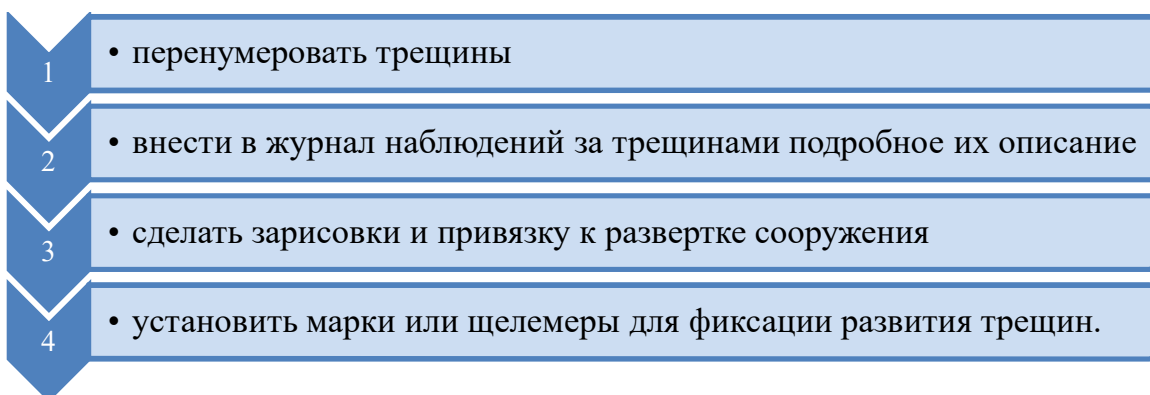 1
• перенумеровать трещины
2
• внести в журнал наблюдений за трещинами подробное их описание
3
• сделать зарисовки и привязку к развертке сооружения
4
• установить марки или щелемеры для фиксации развития трещин.